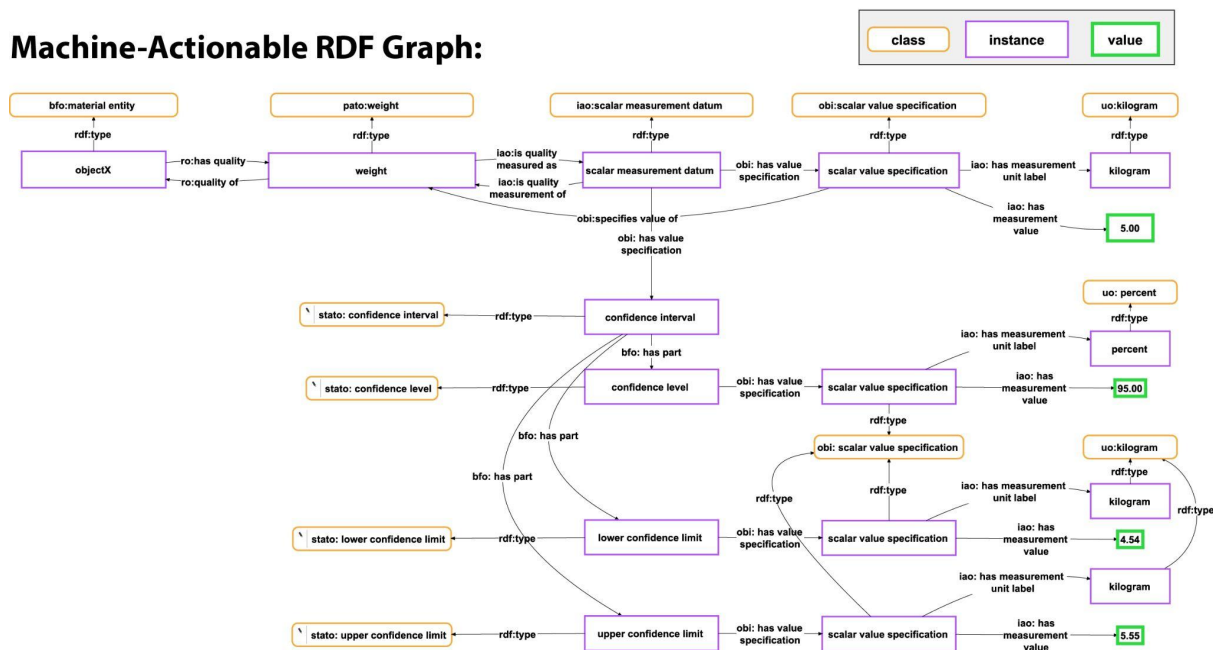 Machine-Actionable RDF Graph:
class
instance
value
bfo:material entity
pato:weight
iao:scalar measurement datum
obi:scalar value specification
uo:kilogram
rdf:type
rdf:type
rdf:type
rdf:type
rdf:type
objectX
ro:has quality
ro:quality of
weight
iao:is quality
measured as
iao:is quality
measurement of
scalar measurement datum
obi: has value
specification
scalar value specification
iao: has measurement
unit label
kilogram
obi:specifies value of
iao: has
measurement
value
5.00
obi: has value
specification
uo: percent
rdf:type
stato: confidence interval
rdf:type
confidence interval
iao: has measurement
unit label
percent
bfo: has part
stato: confidence level
rdf:type
confidence level
obi: has value
specification
scalar value specification
iao: has
measurement
value
95.00
rdf:type
bfo: has part
obi: scalar value specification
uo:kilogram
rdf:type
bfo: has part
rdf:type
rdf:type
iao: has measurement
unit label
kilogram
rdf:type
stato: lower confidence limit
rdf:type
lower confidence limit
obi: has value
specification
scalar value specification
iao: has
measurement
value
4.54
iao: has measurement
unit label
kilogram
stato: upper confidence limit
rdf:type
upper confidence limit
obi: has value
specification
scalar value specification
iao: has
measurement
value
5.55